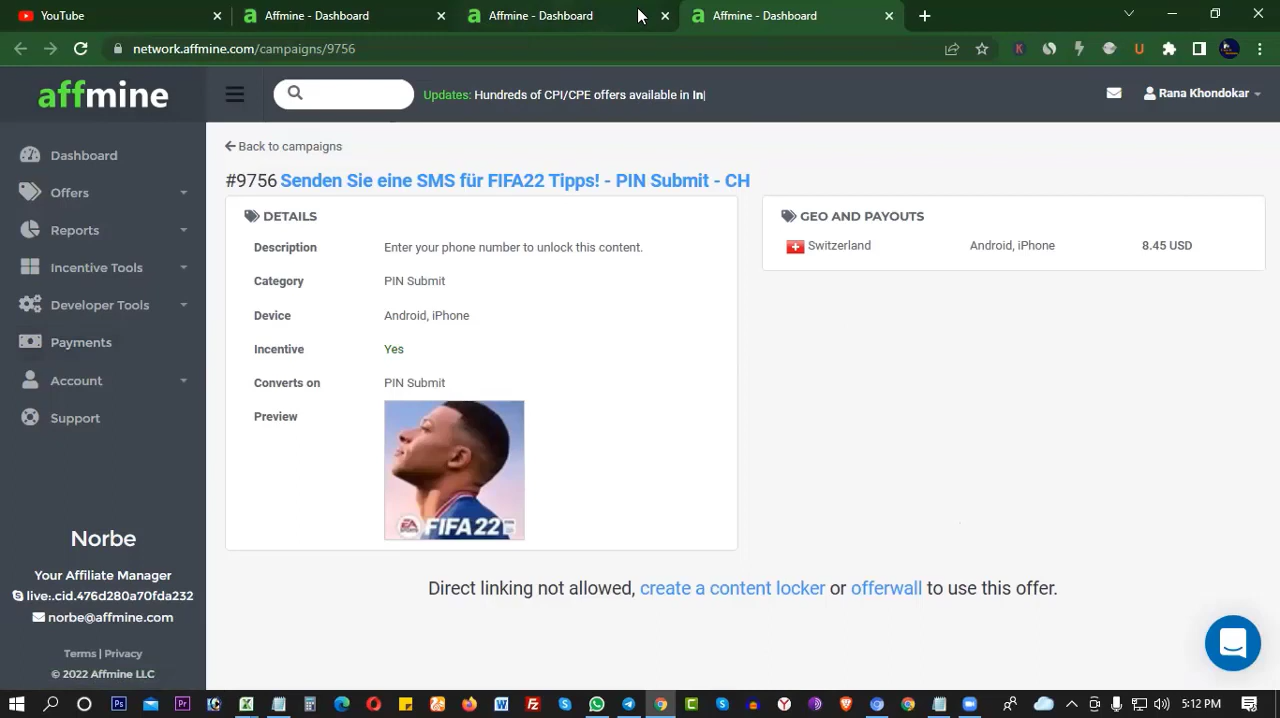 YouTube
Affmine - Dashboard
Affmine - Dashboard
Affmine - Dashboard
network.affmine.com/campaigns/9756
affmine
Updates: Hundreds of CPI/CPE offers available in In|
Rana Khondokar
Dashboard
Offers
Reports
Incentive Tools
Developer Tools
Payments
Account
Support
Norbe
Your Affiliate Manager
live:.cid.476d280a70fda232
norbe@affmine.com
Terms | Privacy
© 2022 Affmine LLC
Back to campaigns
#9756 Senden Sie eine SMS für FIFA22 Tipps! - PIN Submit - CH
DETAILS
Description Enter your phone number to unlock this content.
Category PIN Submit
Device Android, iPhone
Incentive Yes
Converts on PIN Submit
Preview
EA SPORTS FIFA 22
GEO AND PAYOUTS
Switzerland Android, iPhone 8.45 USD
Direct linking not allowed, create a content locker or offerwall to use this offer.
5:12 PM